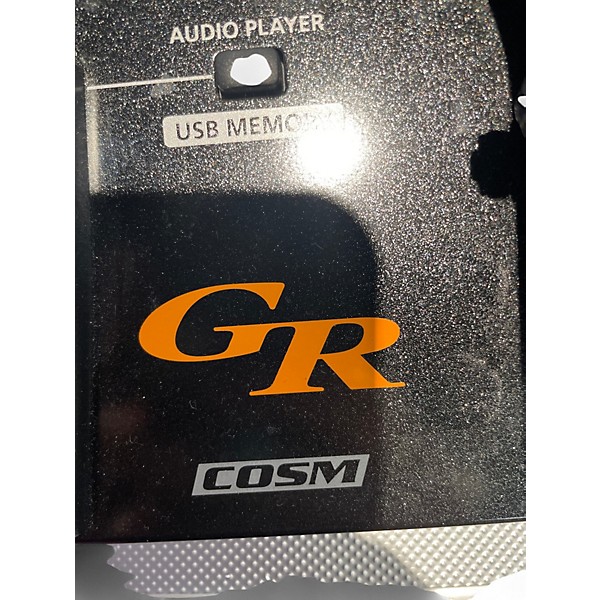 AUDIO PLAYER
USB MEMORY
GR
COSM